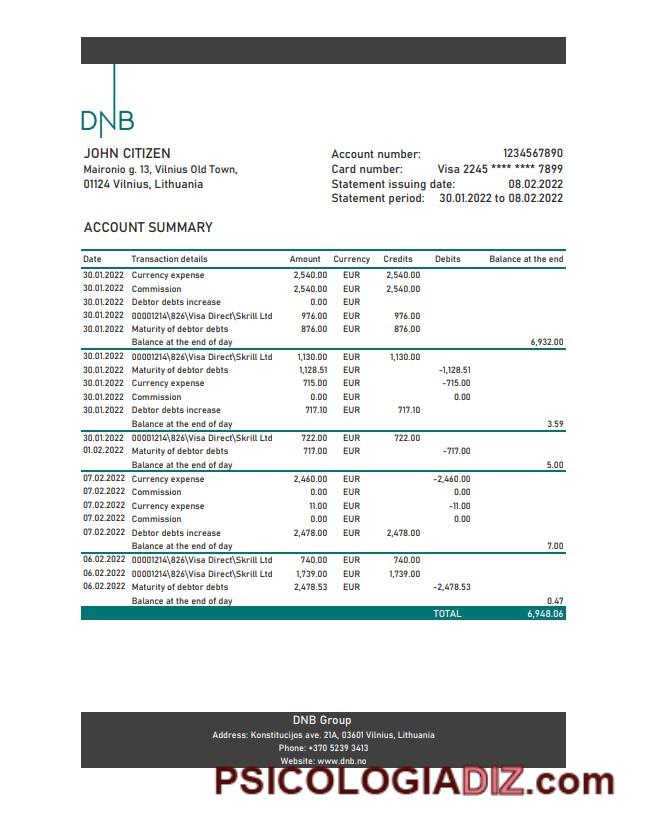 DNB
JOHN CITIZEN
Maironio g. 13, Vilnius Old Town,
01124 Vilnius, Lithuania
Account number: 1234567890
Card number: Visa 2245 **** **** 7899
Statement issuing date: 08.02.2022
Statement period: 30.01.2022 to 08.02.2022
ACCOUNT SUMMARY
Date Transaction details Amount Currency Credits Debits Balance at the end
30.01.2022 Currency expense 2,540.00 EUR 2,540.00
30.01.2022 Commission 2,540.00 EUR 2,540.00
30.01.2022 Debtor debts increase 0.00 EUR
30.01.2022 00001214\826\Visa Direct\Skrill Ltd 976.00 EUR 976.00
30.01.2022 Maturity of debtor debts 876.00 EUR 876.00
Balance at the end of day 6,932.00
30.01.2022 00001214\826\Visa Direct\Skrill Ltd 1,130.00 EUR 1,130.00
30.01.2022 Maturity of debtor debts 1,128.51 EUR -1,128.51
30.01.2022 Currency expense 715.00 EUR -715.00
30.01.2022 Commission 0.00 EUR 0.00
30.01.2022 Debtor debts increase 717.10 EUR 717.10
Balance at the end of day 3.59
30.01.2022 00001214\826\Visa Direct\Skrill Ltd 722.00 EUR 722.00
01.02.2022 Maturity of debtor debts 717.00 EUR -717.00
Balance at the end of day 5.00
07.02.2022 Currency expense 2,460.00 EUR -2,460.00
07.02.2022 Commission 0.00 EUR 0.00
07.02.2022 Currency expense 11.00 EUR -11.00
07.02.2022 Commission 0.00 EUR 0.00
07.02.2022 Debtor debts increase 2,478.00 EUR 2,478.00
Balance at the end of day 7.00
06.02.2022 00001214\826\Visa Direct\Skrill Ltd 740.00 EUR 740.00
06.02.2022 00001214\826\Visa Direct\Skrill Ltd 1,739.00 EUR 1,739.00
06.02.2022 Maturity of debtor debts 2,478.53 EUR -2,478.53
Balance at the end of day 0.47
TOTAL 6,948.06
DNB Group
Address: Konstitucijos ave. 21A, 03601 Vilnius, Lithuania
Phone: +370 5239 3413
Website: www.dnb.no
PSICOLOGIADIZ.com